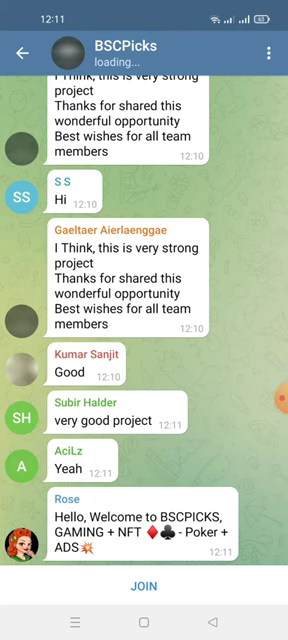 12:11
63
BSCPicks
loading...
I Think, this is very strong
project
Thanks for shared this
wonderful opportunity
Best wishes for all team
members
12:10
SS
S S
Hi
12:10
Gaeltaer Aierlaenggae
I Think, this is very strong
project
Thanks for shared this
wonderful opportunity
Best wishes for all team
members
12:10
Kumar Sanjit
Good
12:10
SH
Subir Halder
very good project
12:11
A
AciLz
Yeah
12:11
Rose
Hello, Welcome to BSCPICKS,
GAMING + NFT ♦️♣️ - Poker +
ADS💥
12:11
JOIN